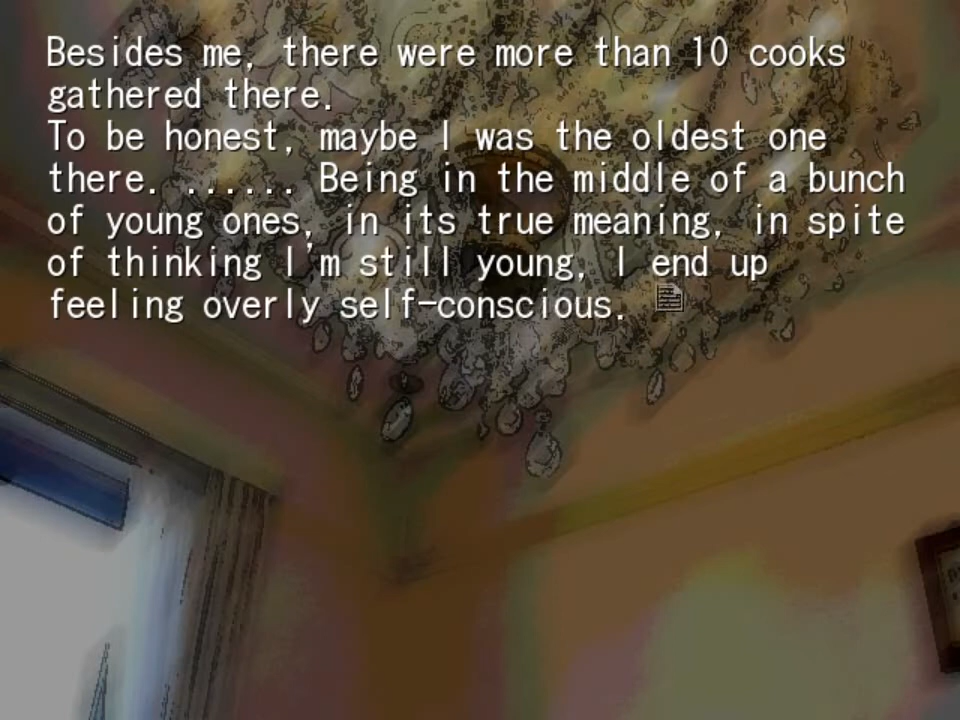 Besides me, there were more than 10 cooks
gathered there.
To be honest, maybe I was the oldest one
there. ...... Being in the middle of a bunch
of young ones, in its true meaning, in spite
of thinking I'm still young, I end up
feeling overly self-conscious.